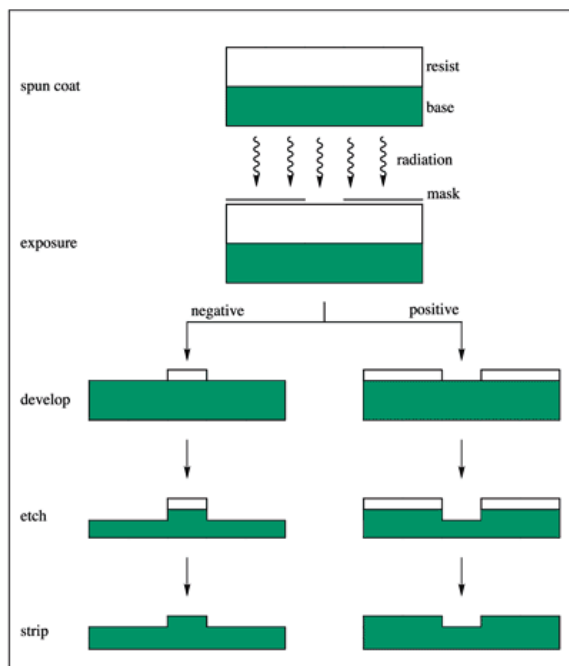 spun coat
resist
base
radiation
mask
exposure
negative
positive
develop
etch
strip